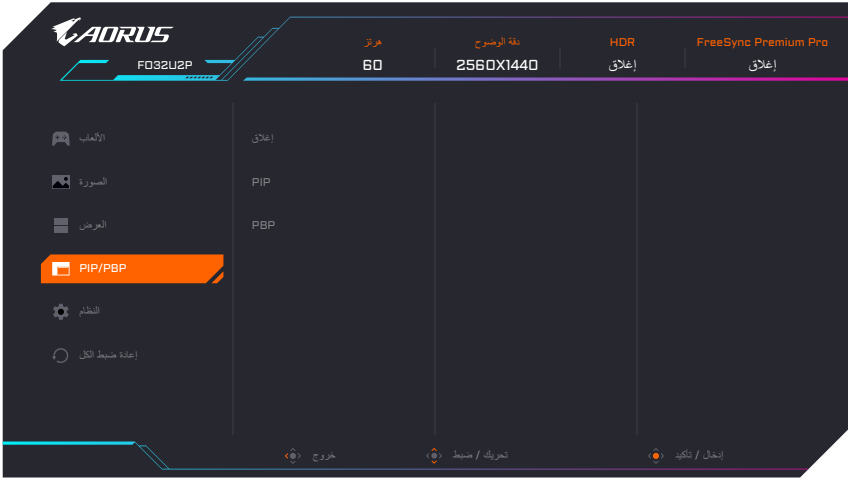 AORUS
FO32U2P
هرتز
60
دقة الوضوح
2560X1440
HDR
إغلاق
FreeSync Premium Pro
إغلاق
الألعاب
الصورة
العرض
PIP/PBP
النظام
إعادة ضبط الكل
إغلاق
PIP
PBP
خروج
تحريك / ضبط
إدخال / تأكيد